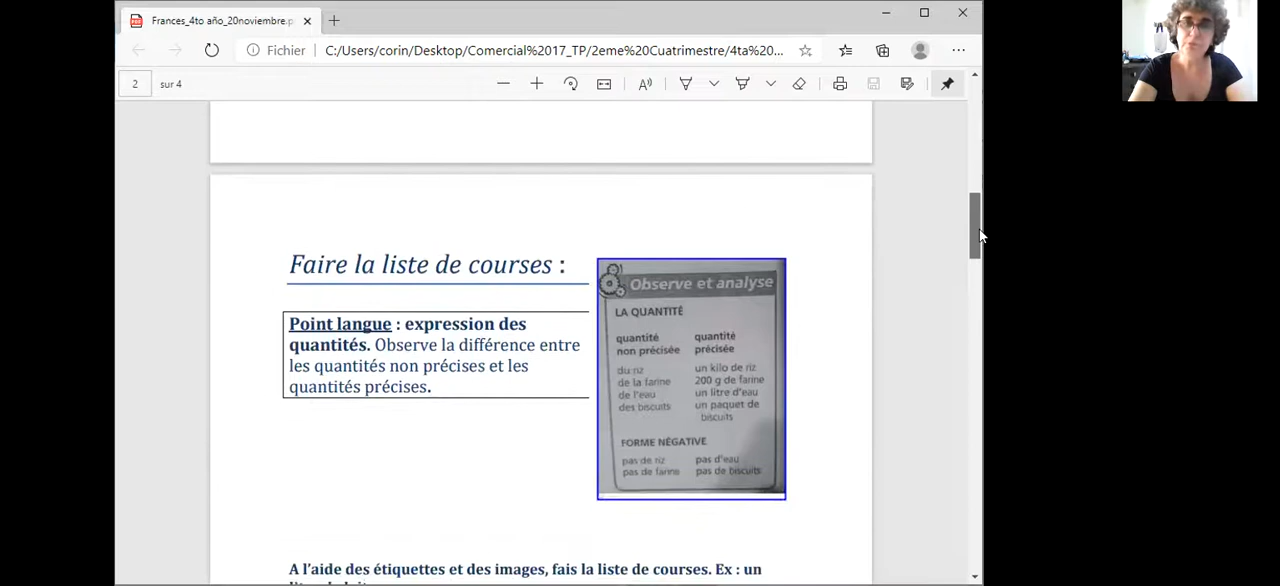 Frances_4to año_20noviembre.p
Fichier C:/Users/corin/Desktop/Comercial%2017_TP/2eme%20Cuatrimestre/4ta%20...
2 sur 4
Faire la liste de courses :
Point langue : expression des
quantités. Observe la différence entre
les quantités non précises et les
quantités précises.
Observe et analyse
LA QUANTITÉ
quantité quantité
non précisée précisée
du riz un kilo de riz
de la farine 200 g de farine
de l'eau un litre d'eau
des biscuits un paquet de
biscuits
FORME NÉGATIVE
pas de riz pas d'eau
pas de farine pas de biscuits
A l'aide des étiquettes et des images, fais la liste de courses. Ex : un